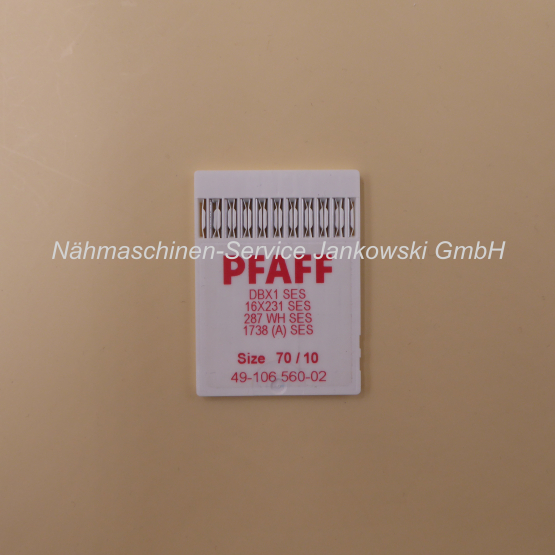 Nähmaschinen-Service Jankowski GmbH
PFAFF
DBX1 SES
16X231 SES
287 WH SES
1738 (A) SES
Size 70 / 10
49-106 560-02